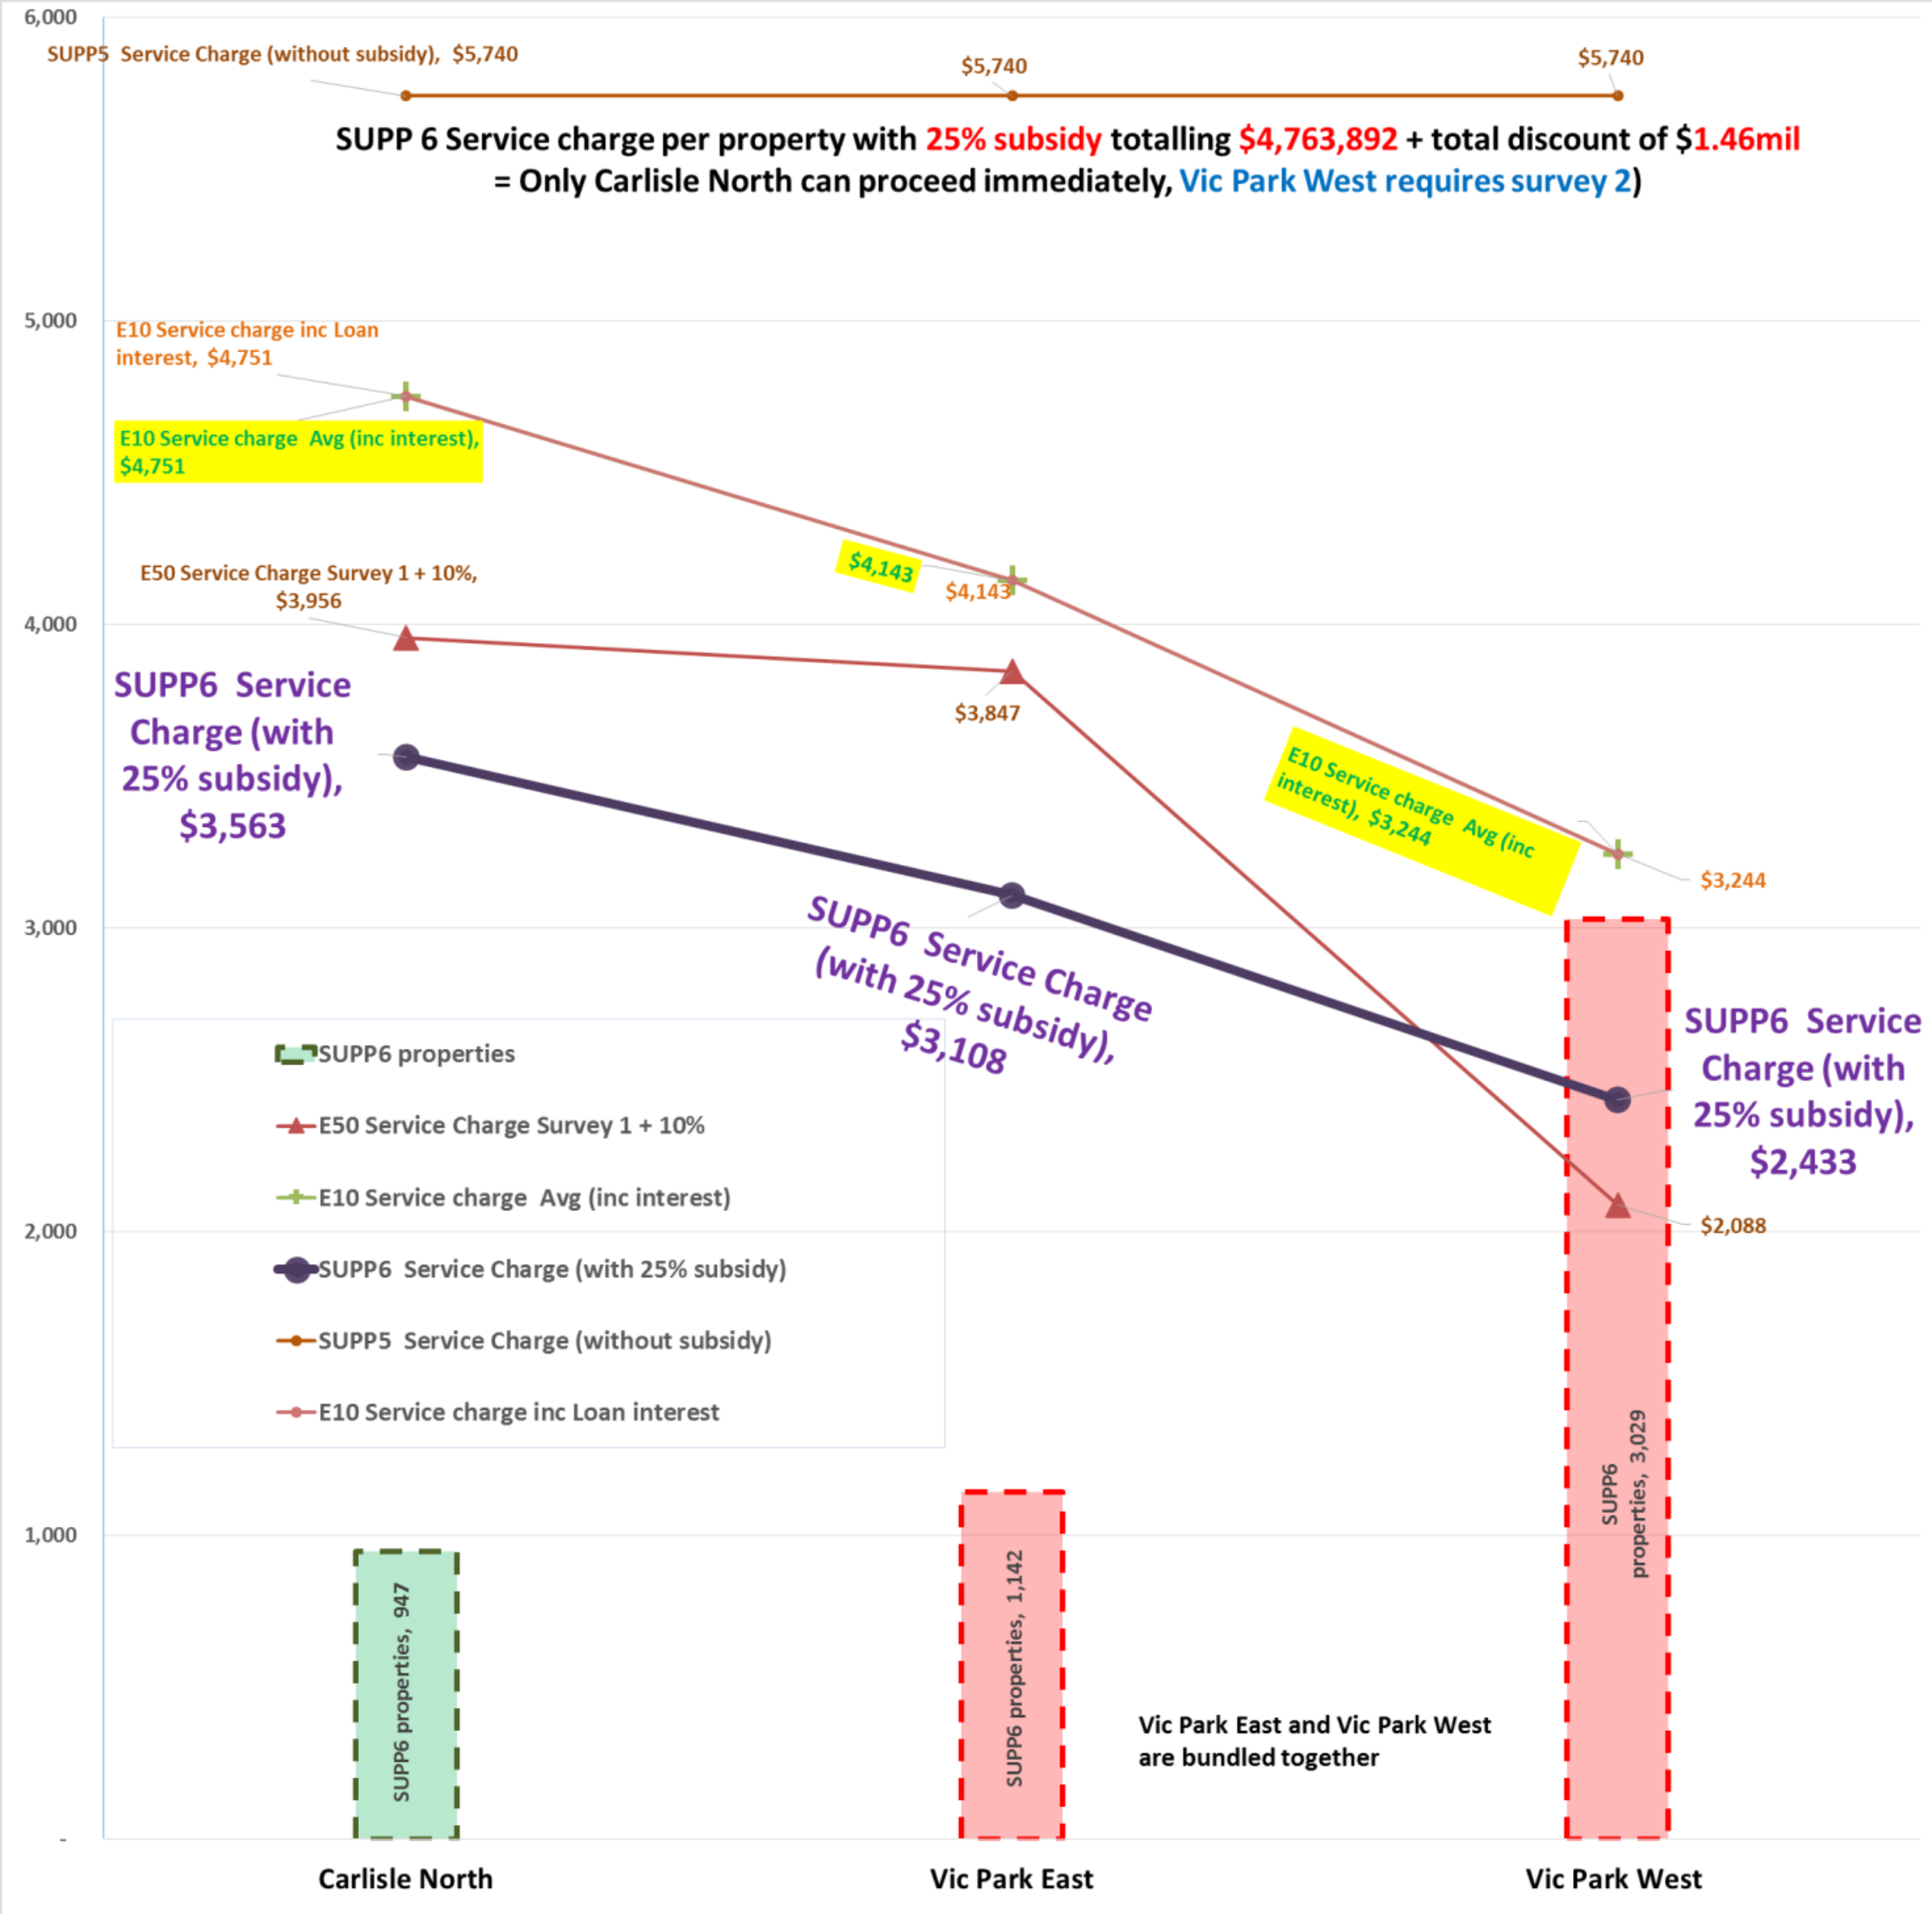 6,000
SUPP5  Service Charge (without subsidy),  $5,740
$5,740
$5,740
SUPP 6 Service charge per property with 25% subsidy totalling $4,763,892 + total discount of $1.46mil
= Only Carlisle North can proceed immediately, Vic Park West requires survey 2)
5,000
E10 Service charge inc Loan
interest,  $4,751
E10 Service charge  Avg (inc interest),
$4,751
$4,143
$4,143
E50 Service Charge Survey 1 + 10%,
$3,956
4,000
$3,847
SUPP6  Service
Charge (with
25% subsidy),
$3,563
E10 Service charge  Avg (inc
interest),  $3,244
$3,244
3,000
SUPP6  Service Charge
(with 25% subsidy),
$3,108
SUPP6  Service
Charge (with
25% subsidy),
$2,433
SUPP6 properties
E50 Service Charge Survey 1 + 10%
E10 Service charge  Avg (inc interest)
SUPP6  Service Charge (with 25% subsidy)
SUPP5  Service Charge (without subsidy)
E10 Service charge inc Loan interest
2,000
$2,088
1,000
SUPP6 properties,  947
SUPP6 properties,  1,142
SUPP6
properties,  3,029
Vic Park East and Vic Park West
are bundled together
-
Carlisle North
Vic Park East
Vic Park West